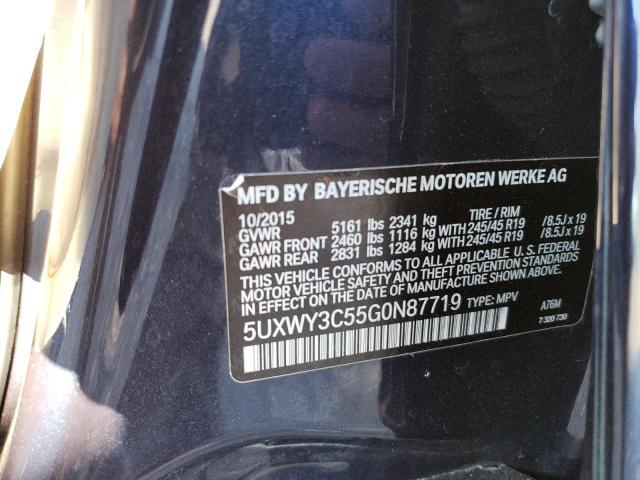 MFD BY BAYERISCHE MOTOREN WERKE AG
10/2015 TIRE / RIM
GVWR 5161 lbs 2341 kg
GAWR FRONT 2460 lbs 1116 kg WITH 245/45 R19 /8.5J x 19
GAWR REAR 2831 lbs 1284 kg WITH 245/45 R19 /8.5J x 19
THIS VEHICLE CONFORMS TO ALL APPLICABLE U.S. FEDERAL
MOTOR VEHICLE SAFETY AND THEFT PREVENTION STANDARDS
IN EFFECT ON THE DATE OF MANUFACTURE SHOWN ABOVE.
5UXWY3C55G0N87719 TYPE: MPV A76M
7 320 730